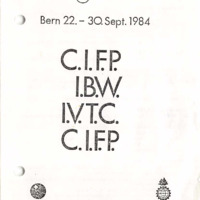 Bern 22. – 30. Sept. 1984
C.I.F.P.
I.B.W.
I.V.T.C.
C.I.F.P.